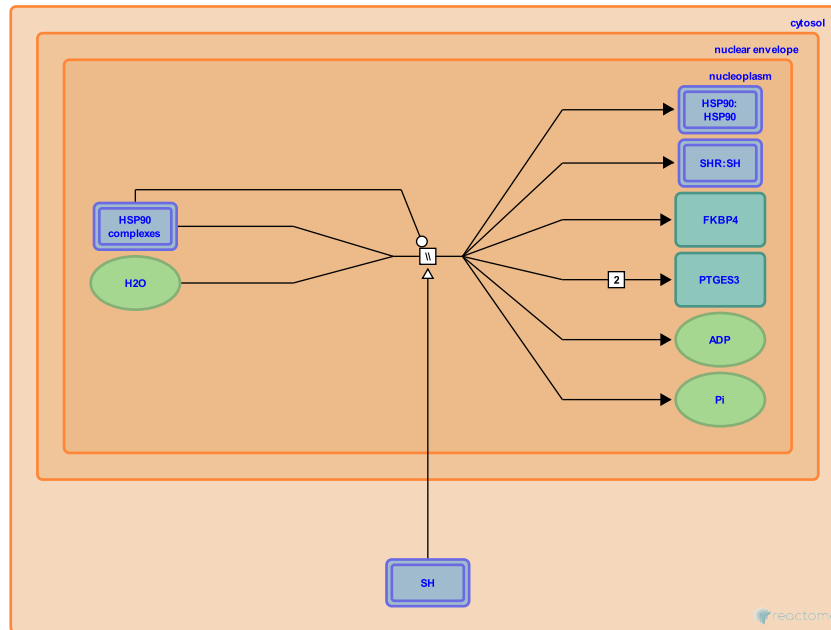 cytosol
nuclear envelope
nucleoplasm
HSP90:
HSP90
SHR:SH
HSP90
complexes
FKBP4
\\
H2O
2
PTGES3
ADP
Pi
SH
reactome